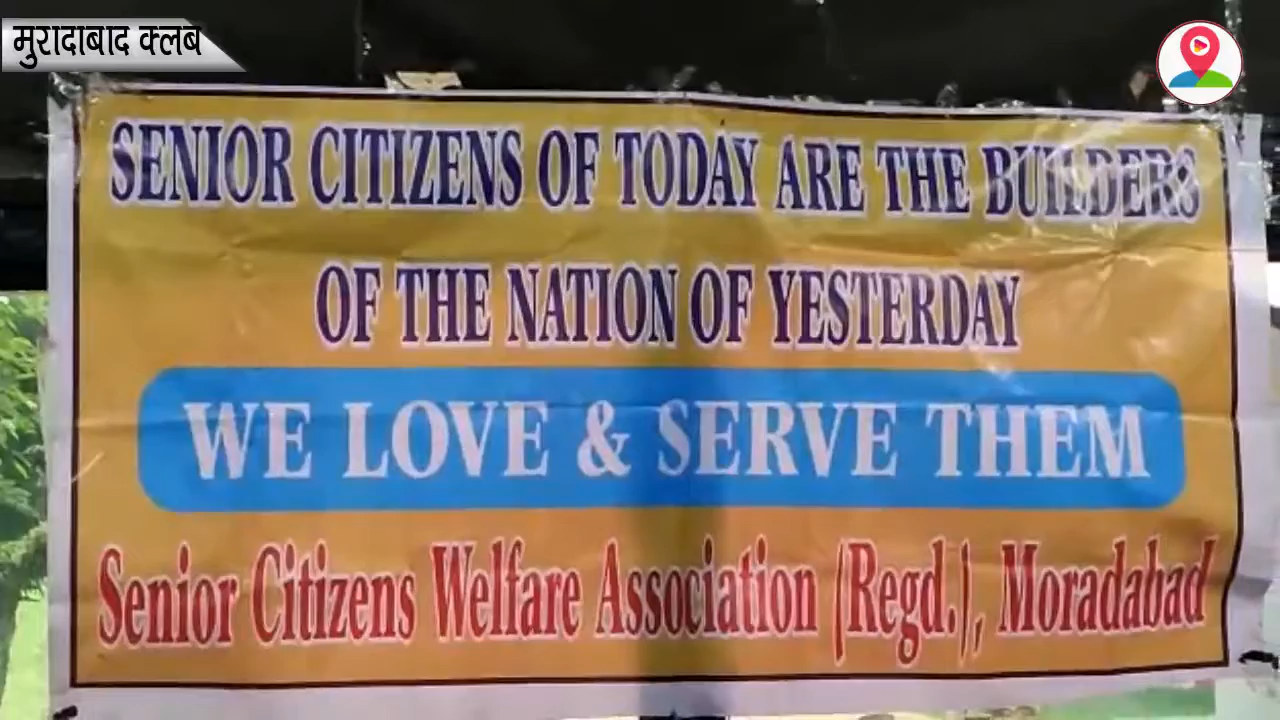 मुरादाबाद क्लब
SENIOR CITIZENS OF TODAY ARE THE BUILDERS
OF THE NATION OF YESTERDAY
WE LOVE & SERVE THEM
Senior Citizens Welfare Association (Regd.), Moradabad